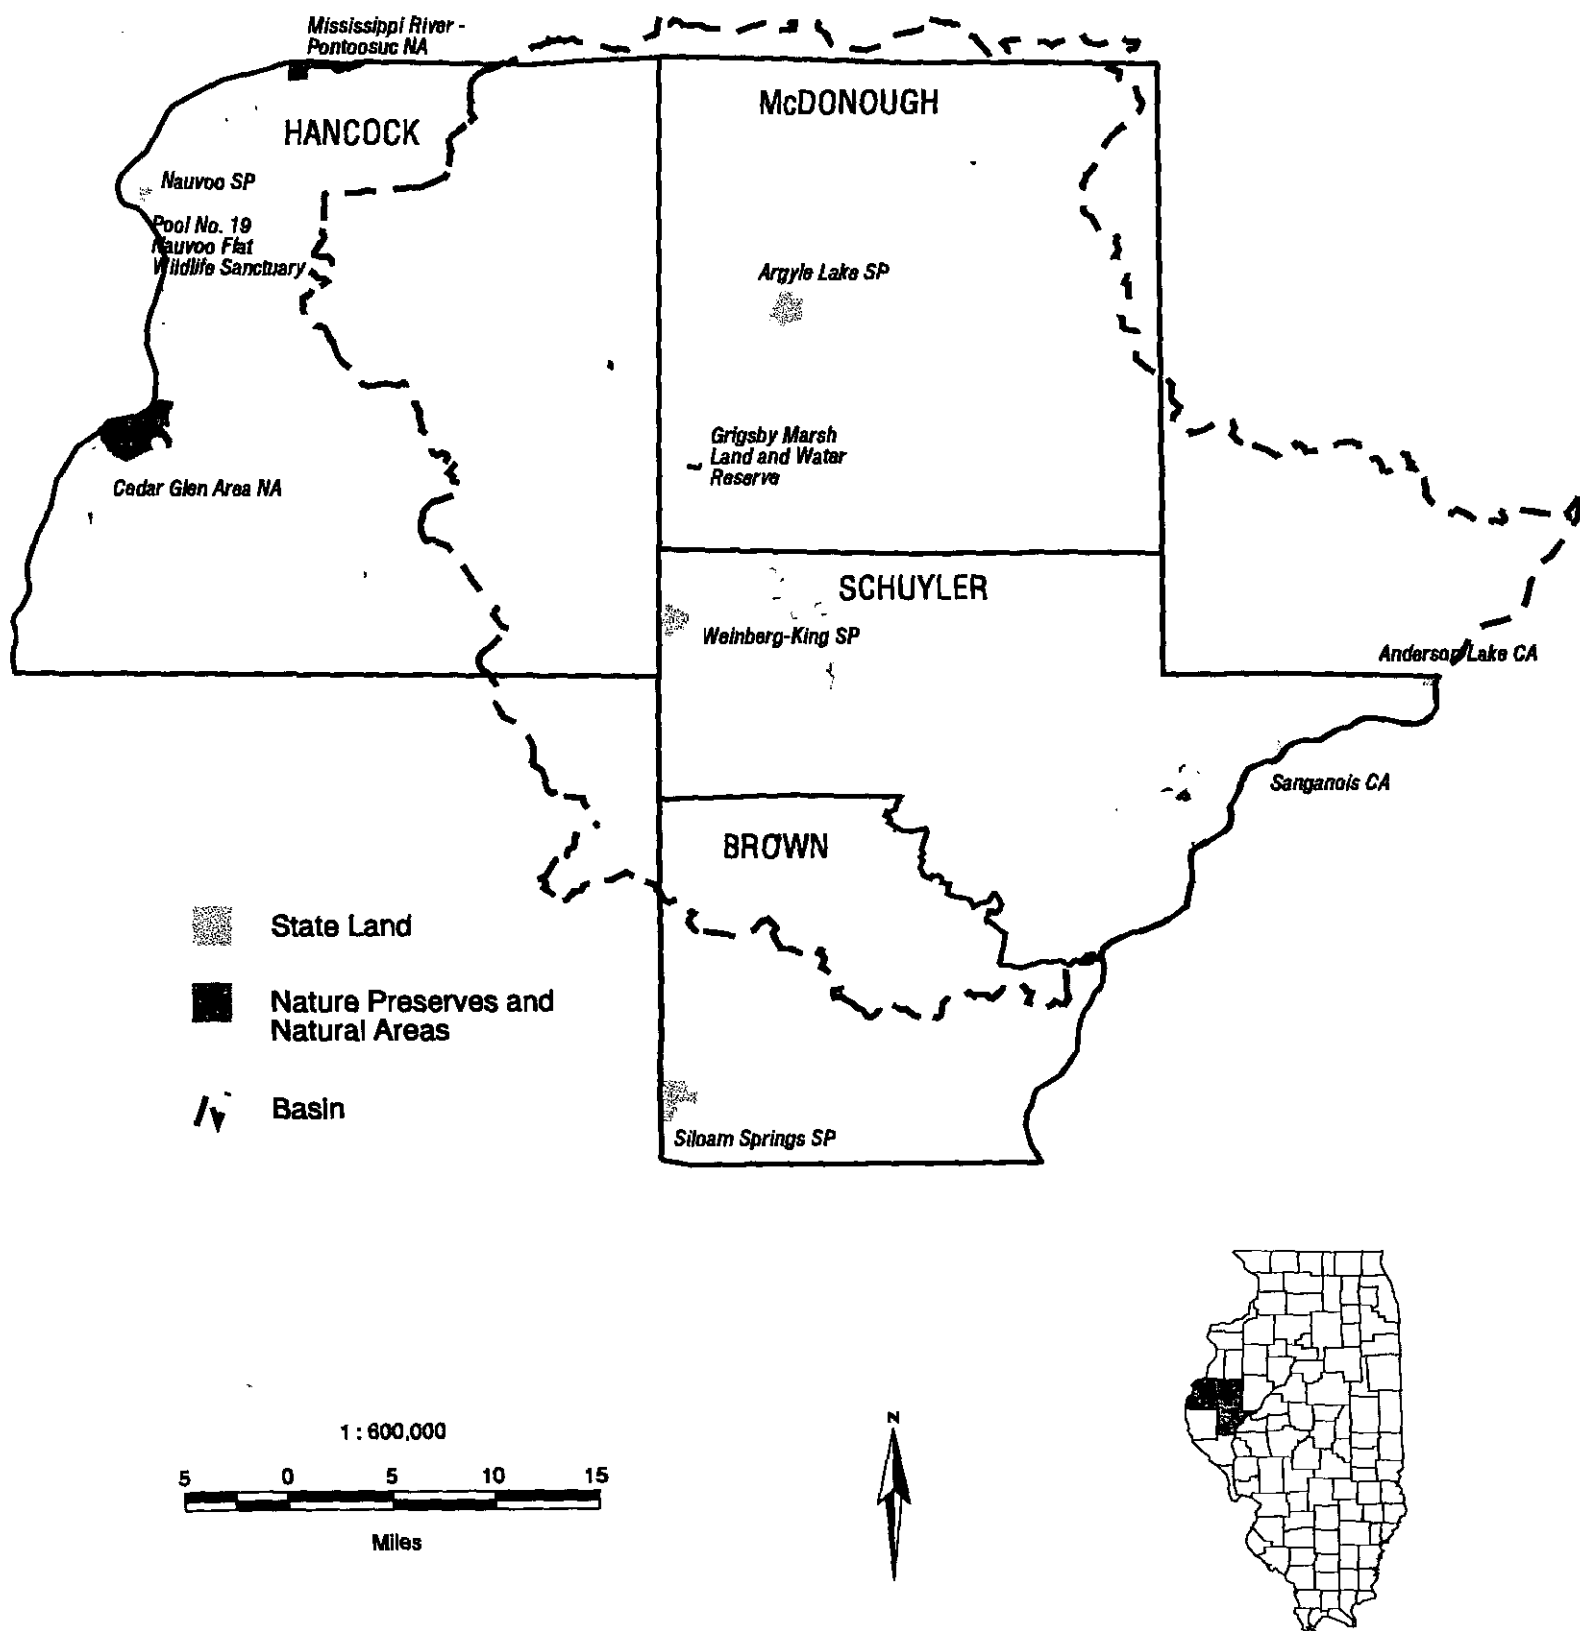 Mississippi River -
Pontoosuc NA
HANCOCK
McDONOUGH
Nauvoo SP
Pool No. 19
Nauvoo Flat
Wildlife Sanctuary
Argyle Lake SP
Grigsby Marsh
Land and Water
Reserve
Cedar Glen Area NA
SCHUYLER
Weinberg-King SP
Anderson Lake CA
Sanganois CA
BROWN
State Land
Nature Preserves and
Natural Areas
Basin
Siloam Springs SP
1 : 600,000
5 0 5 10 15
Miles
N